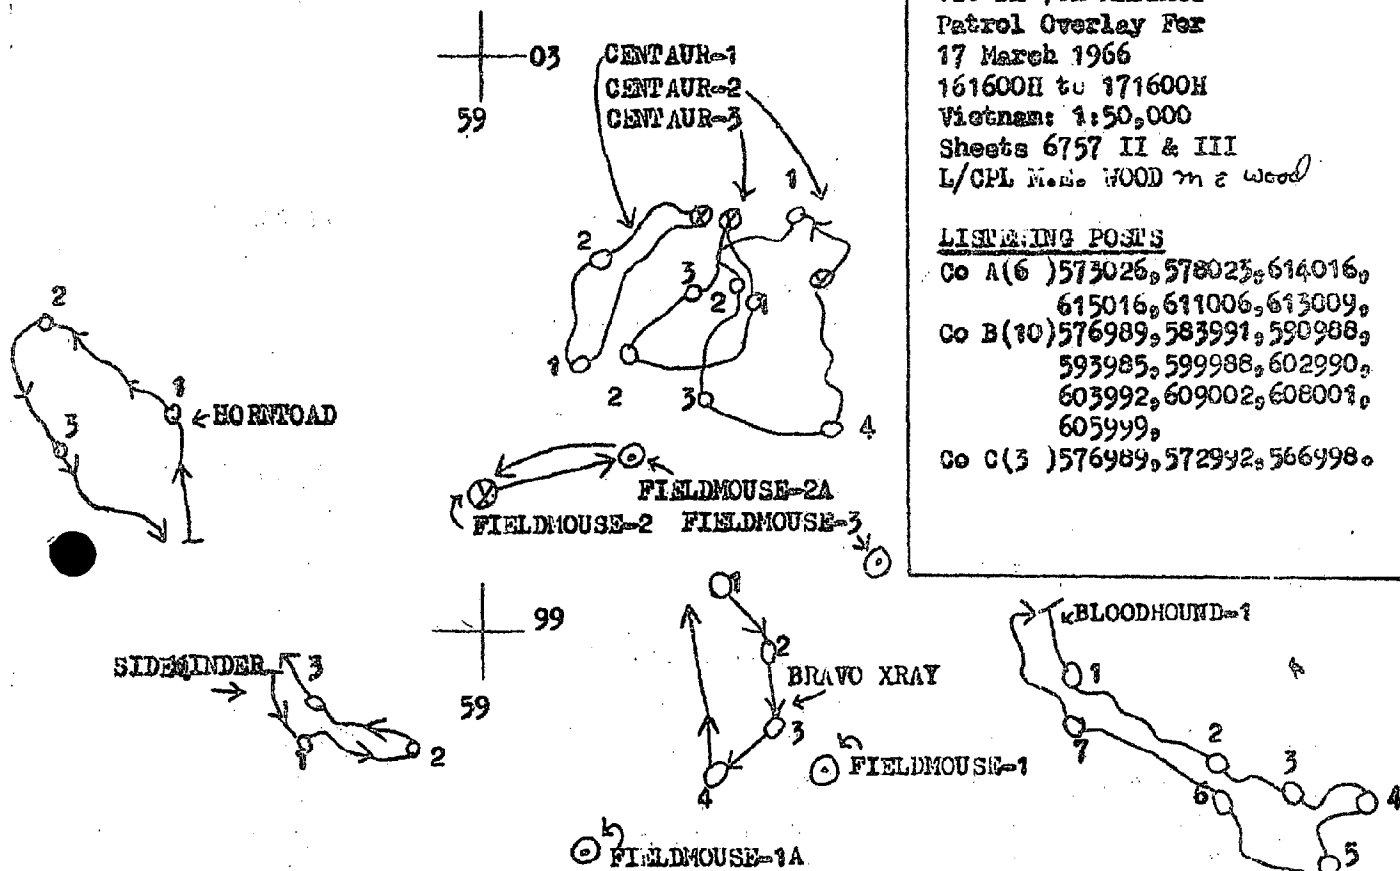 Patrol Overlay For
17 March 1966
161600H to 171600H
Vietnam: 1:50,000
Sheets 6757 II & III
L/CPL M.E. WOOD m e wood
LISTENING POSTS
Co A(6 )573026,578023,614016,
615016,611006,613009,
Co B(10)576989,583991,590988,
593985,599988,602990,
603992,609002,608001,
605999,
Co C(3 )576989,572992,566998.
03
59
CENTAUR-1
CENTAUR-2
CENTAUR-3
1
2
3
2
1
1
2
3
4
2
1
3
HORNTOAD
FIELDMOUSE-2A
FIELDMOUSE-2
FIELDMOUSE-3
99
59
SIDEWINDER
3
1
2
1
2
BRAVO XRAY
3
4
FIELDMOUSE-1
FIELDMOUSE-1A
BLOODHOUND-1
1
7
2
3
6
4
5